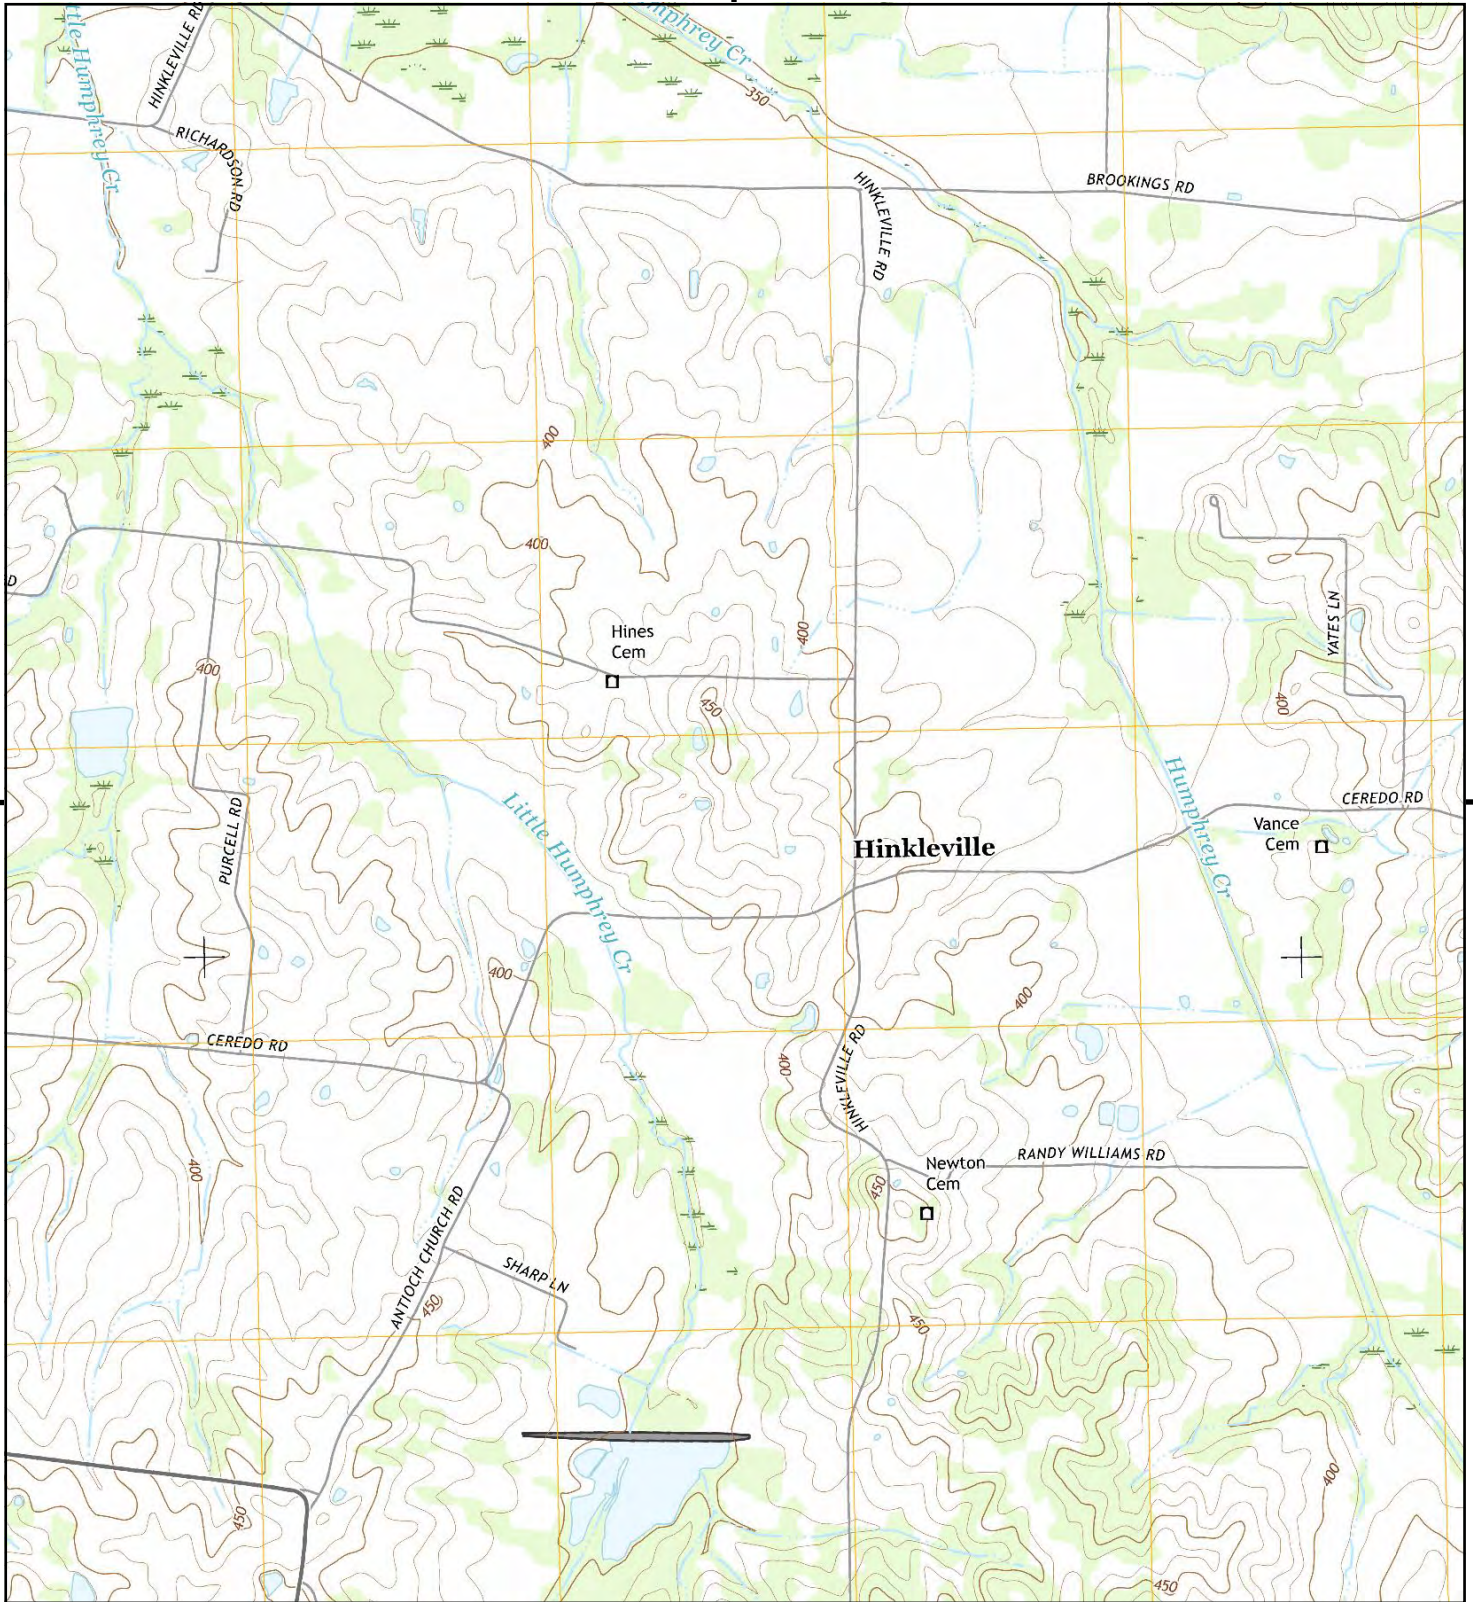 ttle Humphrey Cr
HINKLEVILLE RD
RICHARDSON RD
mphrey Cr
350
HINKLEVILLE RD
BROOKINGS RD
400
400
D
Hines
Cem
400
YATES LN
400
450
400
PURCELL RD
Little Humphrey Cr
Hinkleville
Humphrey Cr
CEREDO RD
Vance
Cem
400
400
CEREDO RD
400
HINKLEVILLE RD
400
Newton
Cem
RANDY WILLIAMS RD
450
ANTIOCH CHURCH RD
SHARP LN
450
450
450
400
450